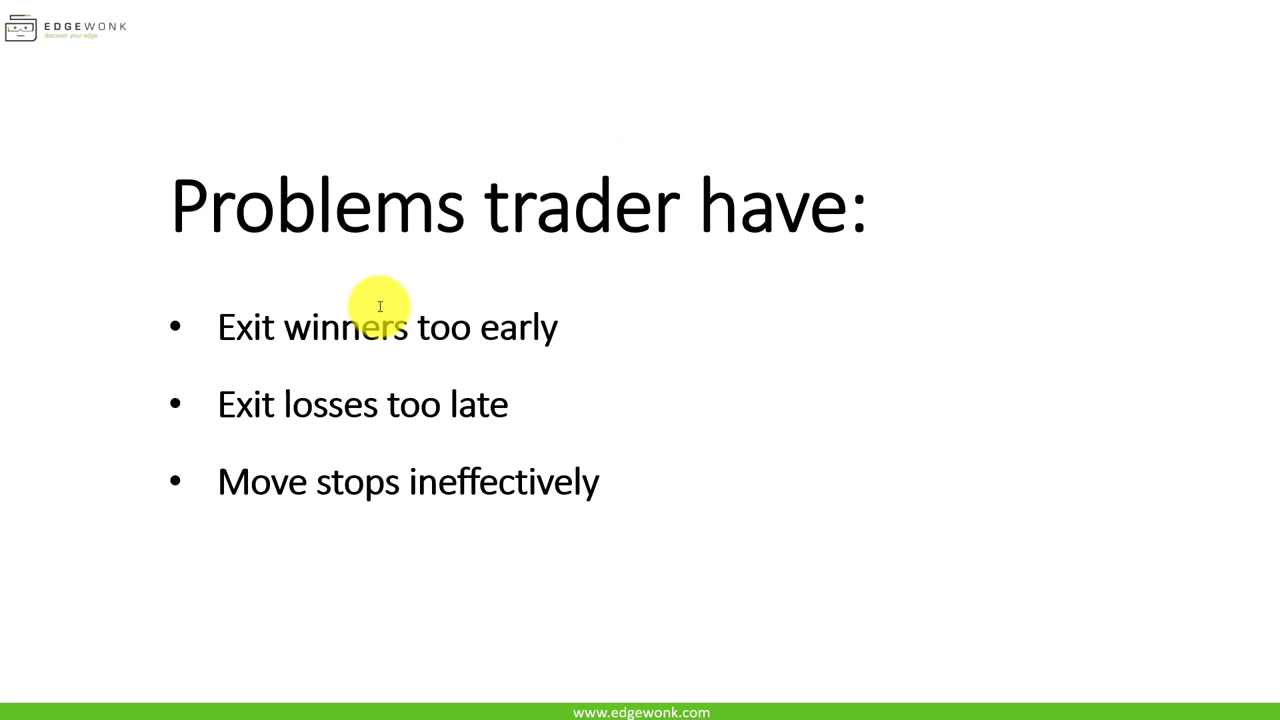 EDGEWONK
discover your edge
Problems trader have:
• Exit winners too early
• Exit losses too late
• Move stops ineffectively
www.edgewonk.com